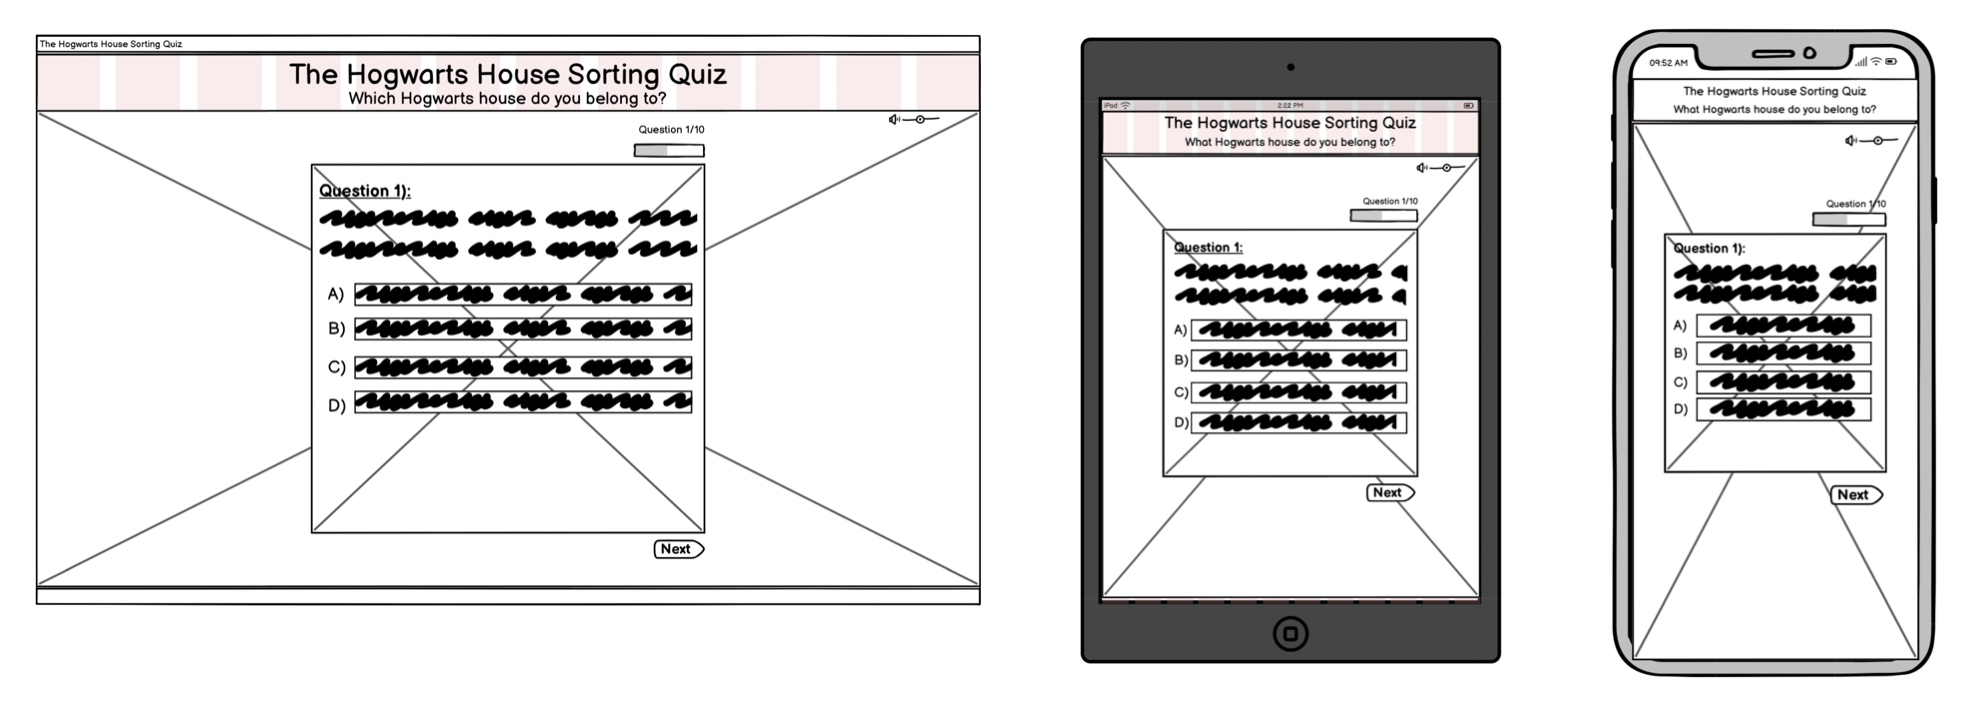 The Hogwarts House Sorting Quiz
The Hogwarts House Sorting Quiz
Which Hogwarts house do you belong to?
Question 1/10
Question 1):
A)
B)
C)
D)
Next
iPad
2:22 PM
The Hogwarts House Sorting Quiz
What Hogwarts house do you belong to?
Question 1/10
Question 1:
A)
B)
C)
D)
Next
09:52 AM
The Hogwarts House Sorting Quiz
What Hogwarts house do you belong to?
Question 1/10
Question 1):
A)
B)
C)
D)
Next